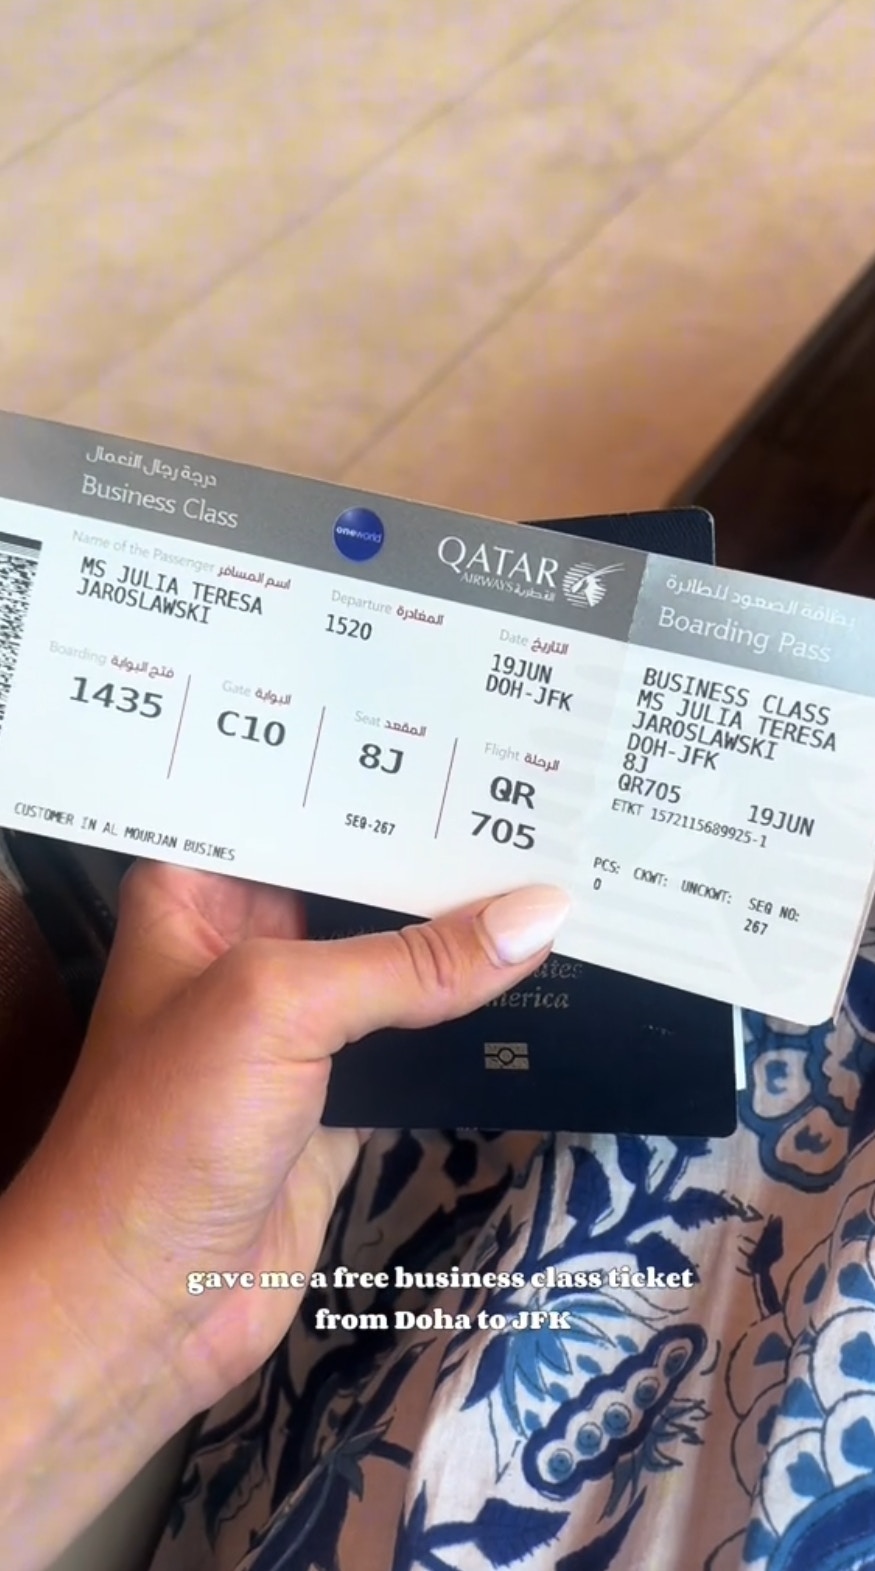 درجة رجال الأعمال
Business Class
oneworld
QATAR
AIRWAYS القطرية
بطاقة الصعود للطائرة
Boarding Pass
Name of the Passenger اسم المسافر
MS JULIA TERESA
JAROSLAWSKI
Departure المغادرة
1520
Date التاريخ
19JUN
DOH-JFK
Boarding فتح البوابة
1435
Gate البوابة
C10
Seat المقعد
8J
SEQ-267
Flight الرحلة
QR
705
CUSTOMER IN AL MOURJAN BUSINES
BUSINESS CLASS
MS JULIA TERESA
JAROSLAWSKI
DOH-JFK
8J
QR705 19JUN
ETKT 1572115689925-1
PCS: CKWT: UNCKWT: SEQ NO:
0 267
gave me a free business class ticket
from Doha to JFK